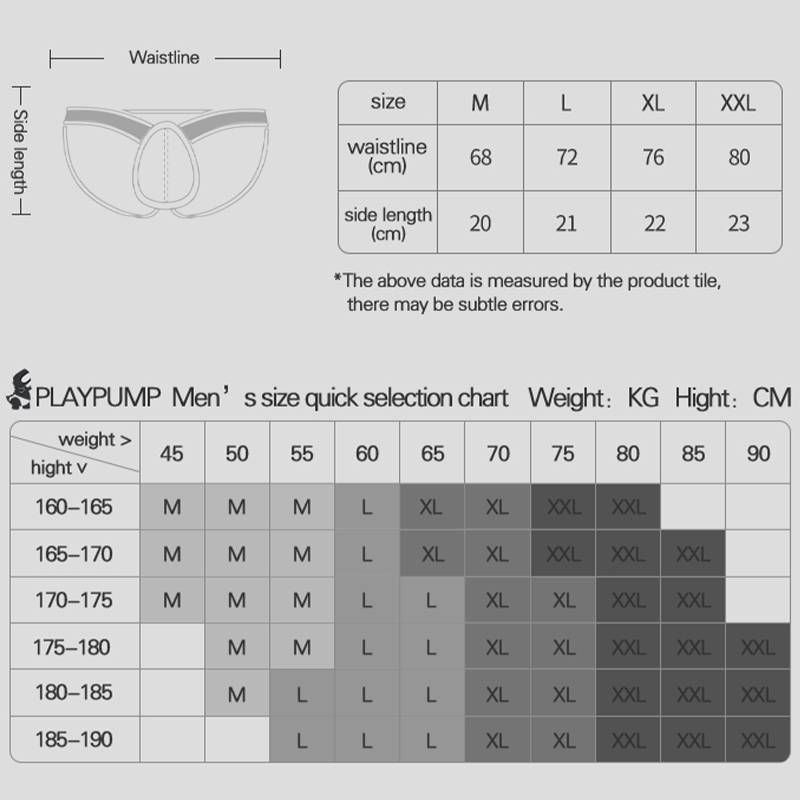 Waistline
Side length
size M L XL XXL
waistline
(cm) 68 72 76 80
side length
(cm) 20 21 22 23
*The above data is measured by the product tile,
there may be subtle errors.
PLAYPUMP Men’s size quick selection chart Weight: KG Hight: CM
weight >
hight v 45 50 55 60 65 70 75 80 85 90
160-165 M M M L XL XL XXL XXL
165-170 M M M L XL XL XXL XXL XXL
170-175 M M M L L XL XL XXL XXL
175-180 M M L L XL XL XXL XXL XXL
180-185 M L L L XL XL XXL XXL XXL
185-190 L L L XL XL XXL XXL XXL